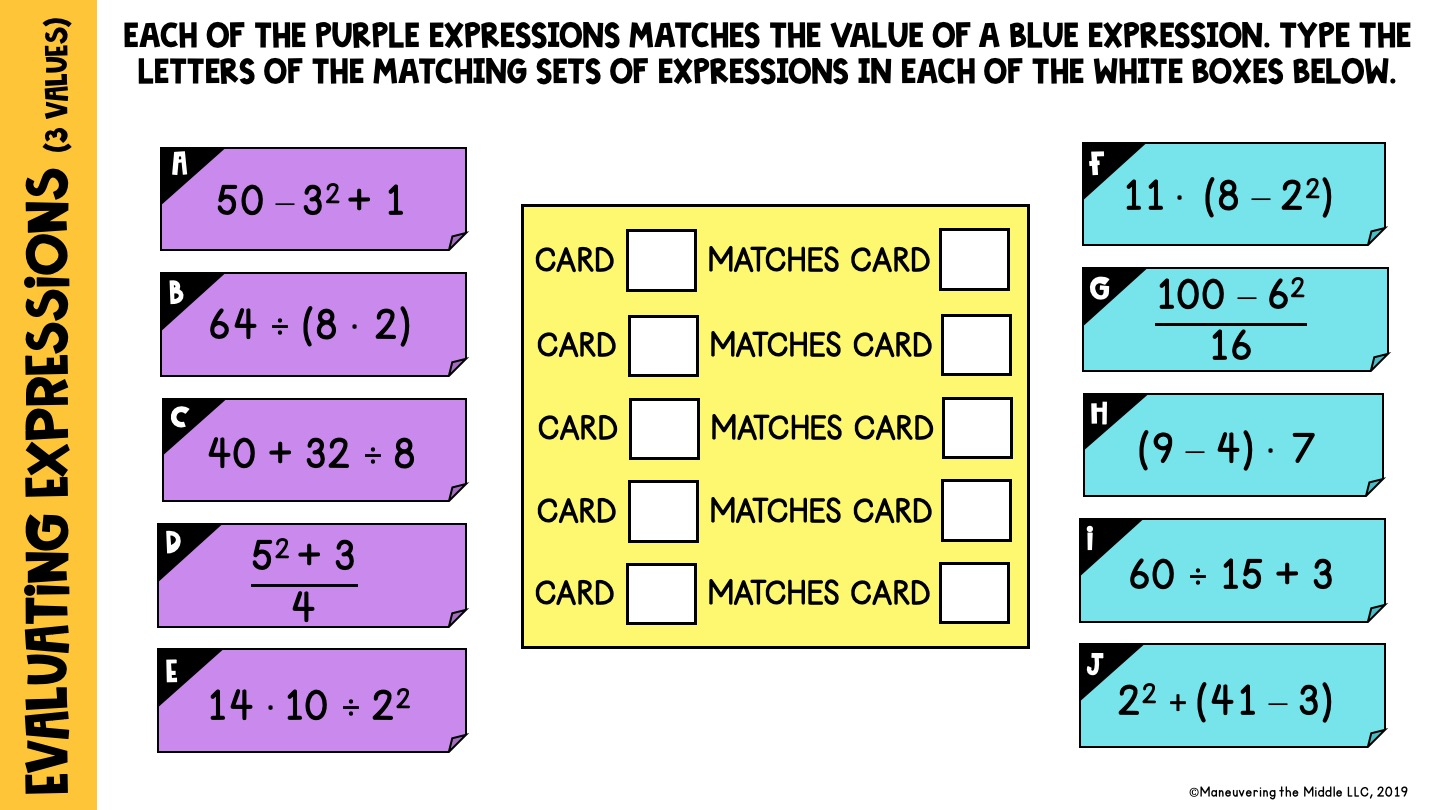 EVALUATING EXPRESSIONS (3 VALUES)
EACH OF THE PURPLE EXPRESSIONS MATCHES THE VALUE OF A BLUE EXPRESSION. TYPE THE
LETTERS OF THE MATCHING SETS OF EXPRESSIONS IN EACH OF THE WHITE BOXES BELOW.
A
50 – 3² + 1
B
64 ÷ (8 · 2)
C
40 + 32 ÷ 8
D
5² + 3
4
E
14 · 10 ÷ 2²
CARD MATCHES CARD
CARD MATCHES CARD
CARD MATCHES CARD
CARD MATCHES CARD
CARD MATCHES CARD
F
11 · (8 – 2²)
G
100 – 6²
16
H
(9 – 4) · 7
I
60 ÷ 15 + 3
J
2² + (41 – 3)
©Maneuvering the Middle LLC, 2019